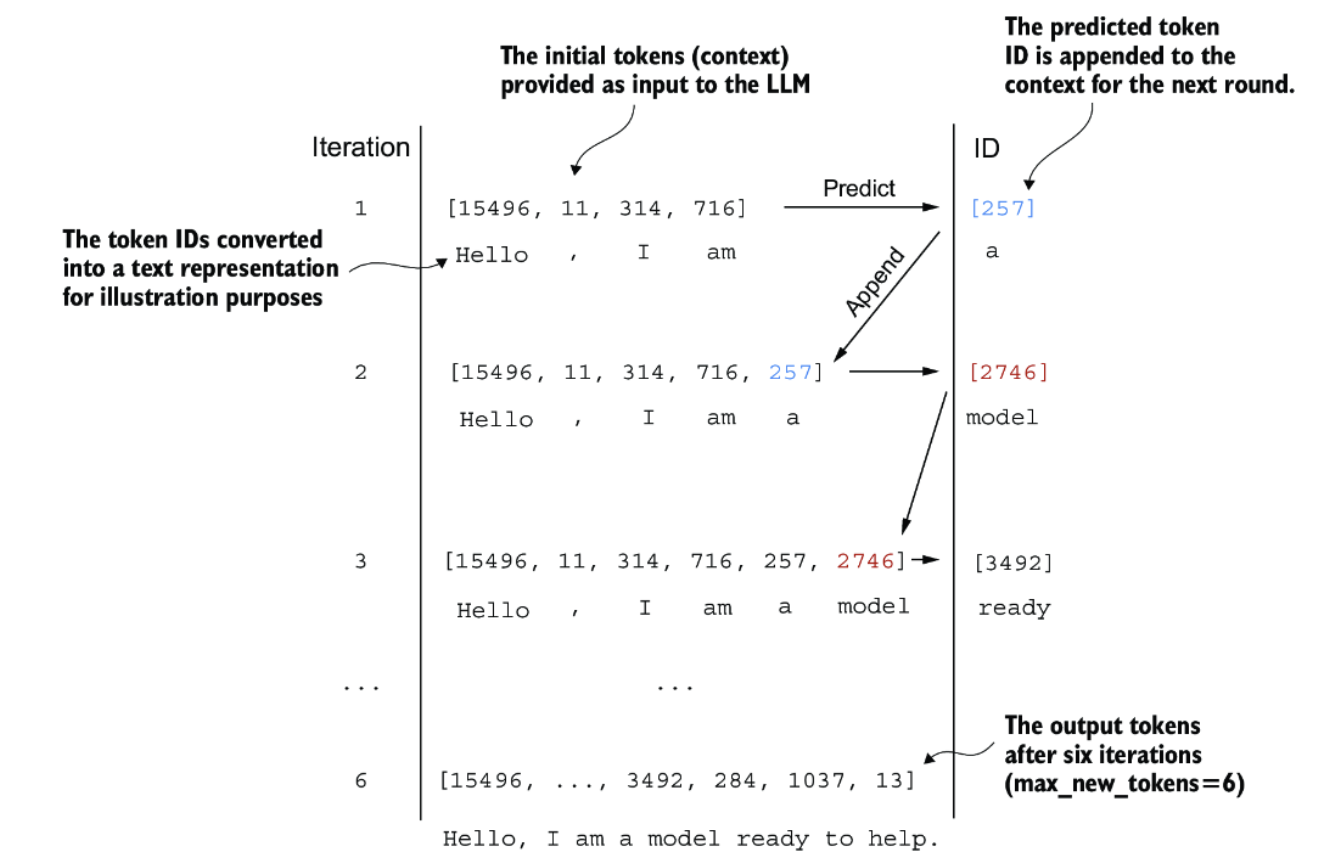 The initial tokens (context)
provided as input to the LLM
The predicted token
ID is appended to the
context for the next round.
Iteration
ID
1
[15496, 11, 314, 716]
Predict
[257]
Hello , I am
a
The token IDs converted
into a text representation
for illustration purposes
Append
2
[15496, 11, 314, 716, 257]
[2746]
Hello , I am a
model
3
[15496, 11, 314, 716, 257, 2746]
[3492]
Hello , I am a model
ready
...
...
The output tokens
after six iterations
(max_new_tokens=6)
6
[15496, ..., 3492, 284, 1037, 13]
Hello, I am a model ready to help.